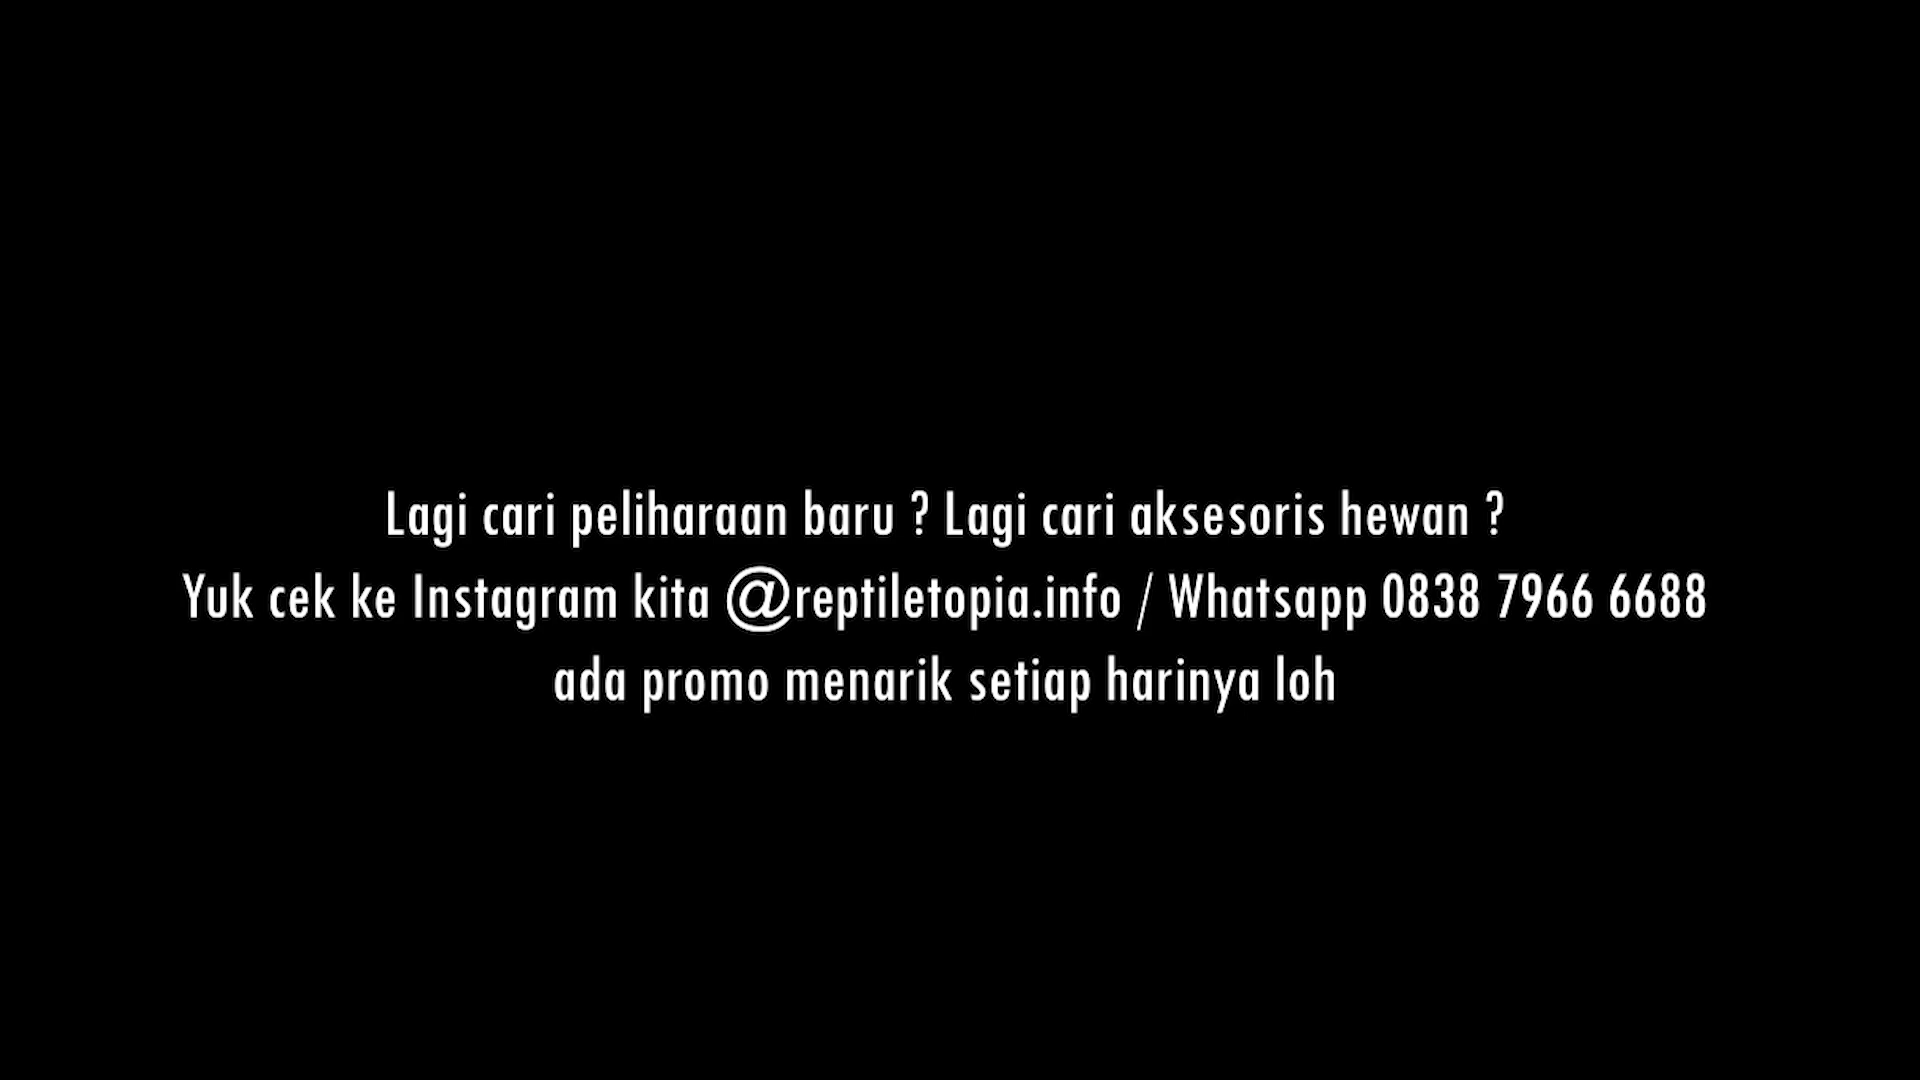 Lagi cari peliharaan baru ? Lagi cari aksesoris hewan ?
Yuk cek ke Instagram kita @reptiletopia.info / Whatsapp 0838 7966 6688
ada promo menarik setiap harinya loh